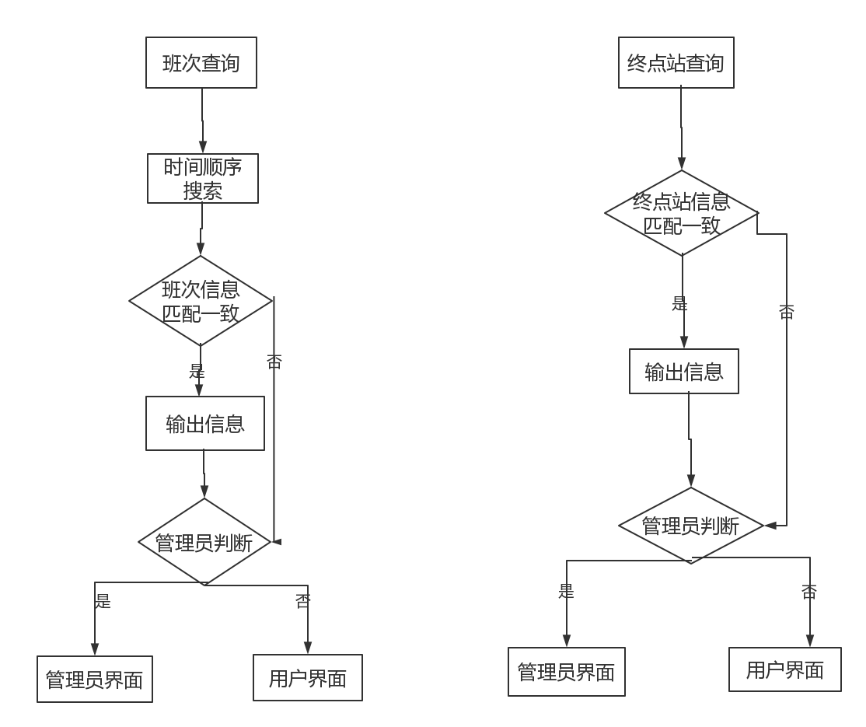 班次查询
时间顺序
搜索
班次信息
匹配一致
是
否
输出信息
管理员判断
是
否
管理员界面
用户界面
终点站查询
终点站信息
匹配一致
是
否
输出信息
管理员判断
是
否
管理员界面
用户界面